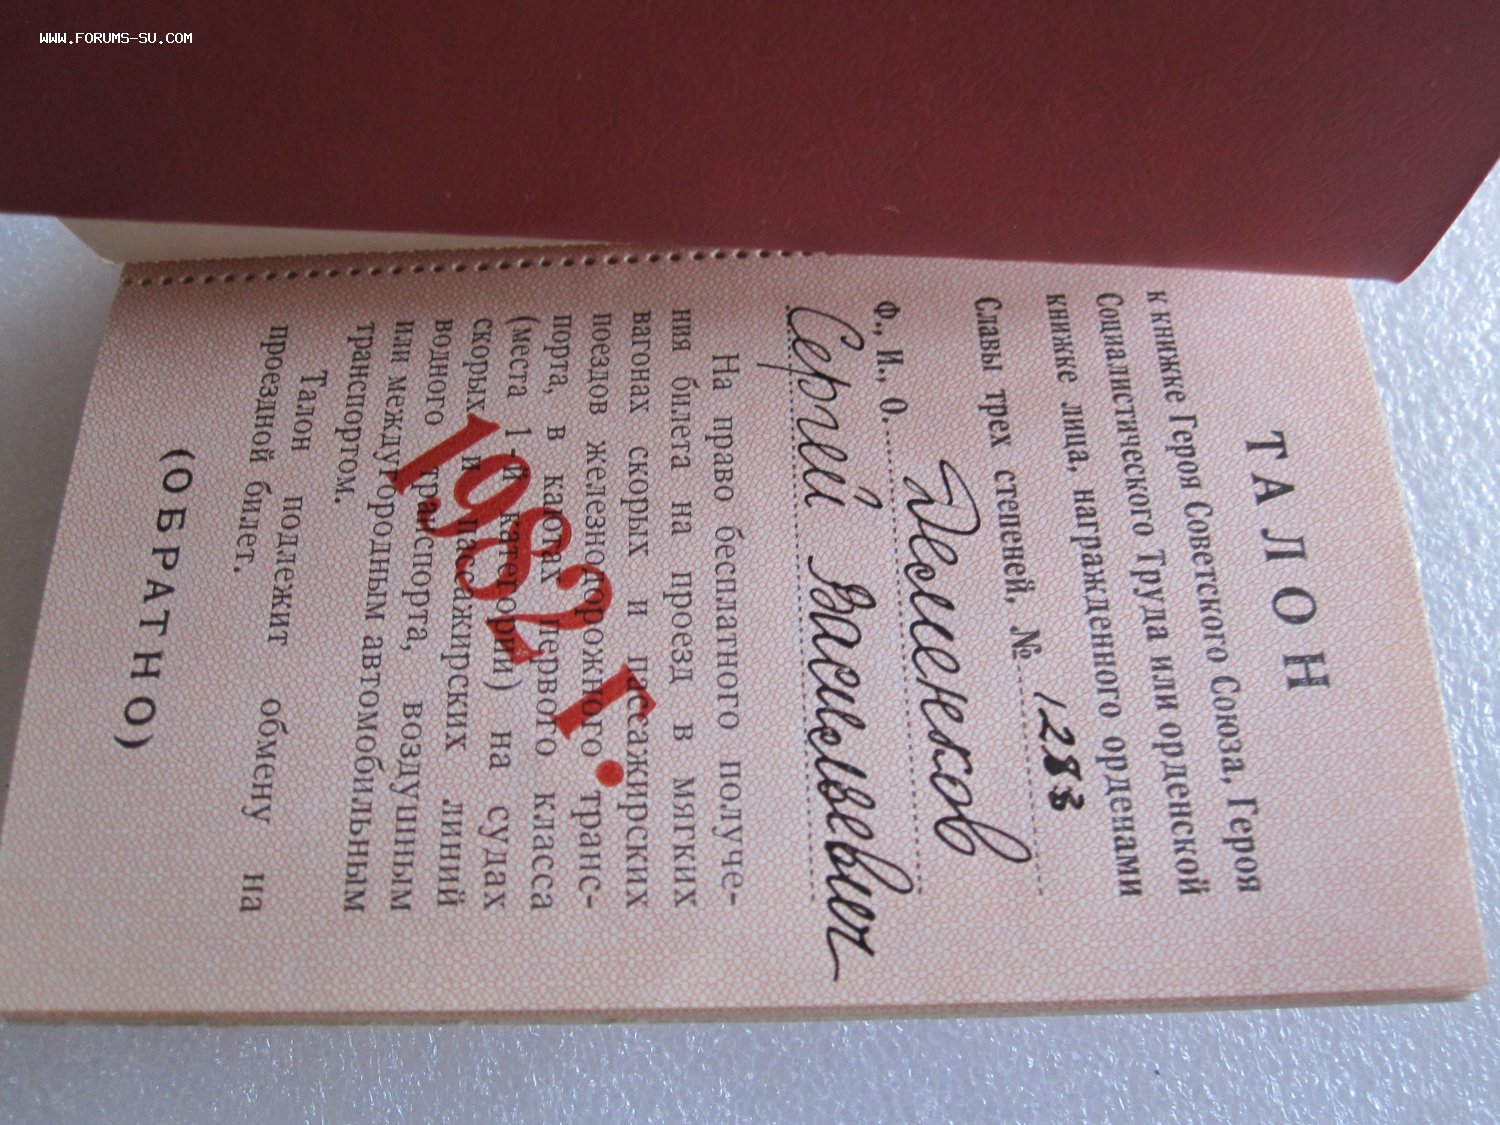 WWW.FORUMS-SU.COM
ТАЛОН
к книжке Героя Советского Союза, Героя
Социалистического Труда или орденской
книжке лица, награжденного орденами
Славы трех степеней. № 1283
Ф., И., О. Деменков
Сергей Васильевич
На право бесплатного получе-
ния билета на проезд в мягких
вагонах скорых и пассажирских
поездов железнодорожного транс-
порта, в каютах первого класса
(места 1-й категории) на судах
скорых и пассажирских линий
водного транспорта, воздушным
или междугородным автомобильным
транспортом.
Талон подлежит обмену на
проездной билет.
(ОБРАТНО)
1982 г.